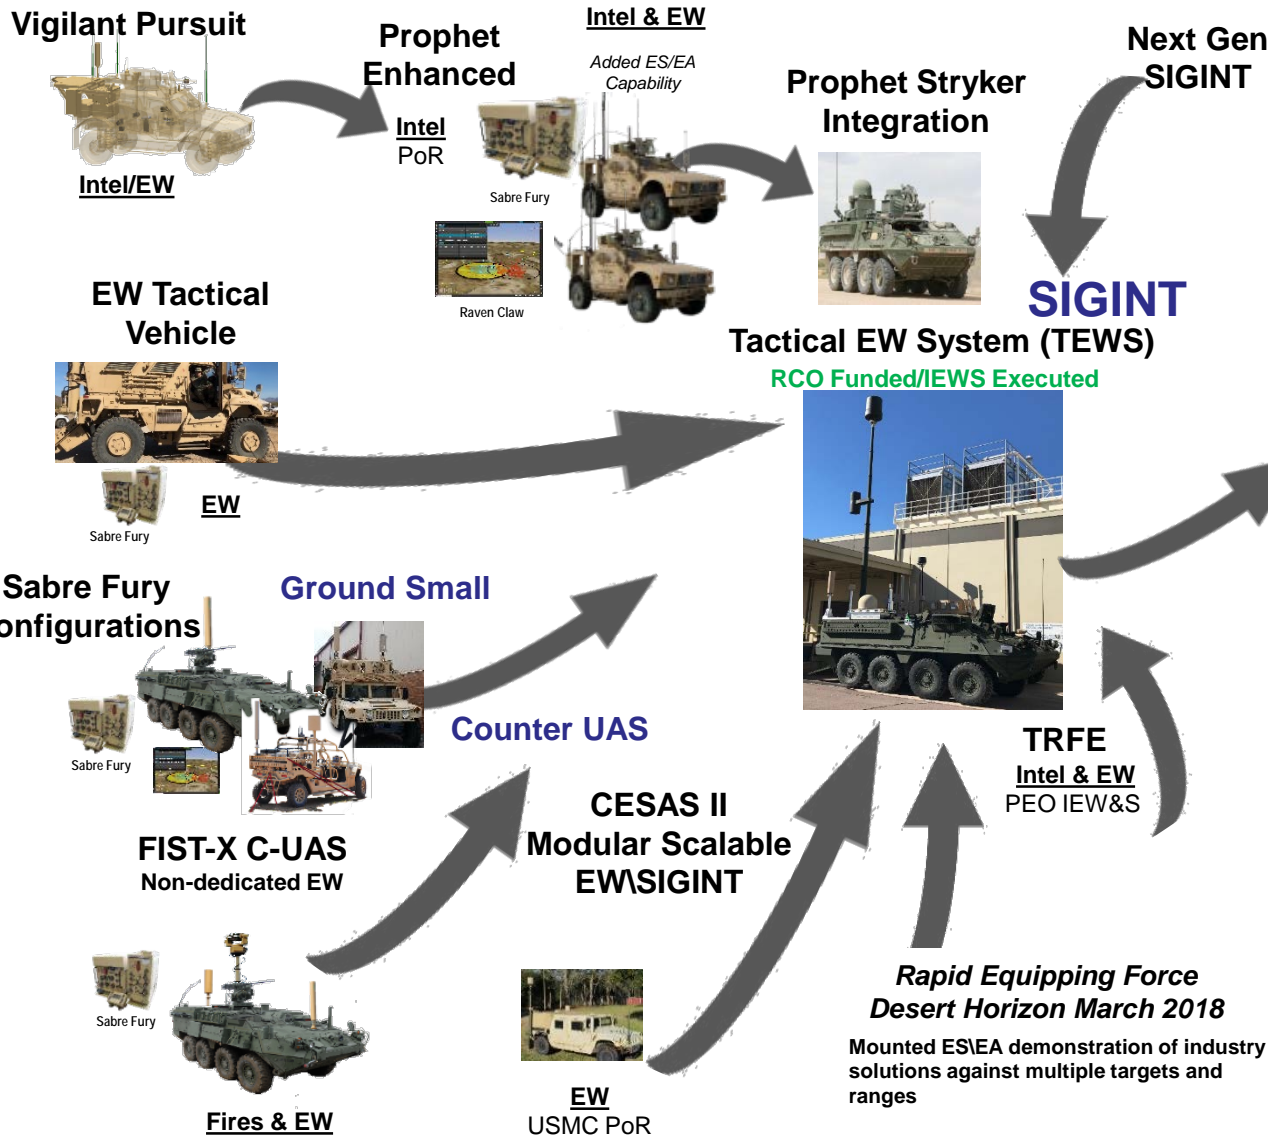 Vigilant Pursuit
Intel/EW
Prophet
Enhanced
Intel
PoR
Intel & EW
Added ES/EA
Capability
Sabre Fury
Raven Claw
Prophet Stryker
Integration
Next Gen
SIGINT
SIGINT
EW Tactical
Vehicle
Sabre Fury
EW
Tactical EW System (TEWS)
RCO Funded/IEWS Executed
Sabre Fury
onfigurations
Ground Small
Sabre Fury
Counter UAS
FIST-X C-UAS
Non-dedicated EW
Sabre Fury
Fires & EW
CESAS II
Modular Scalable
EW\SIGINT
EW
USMC PoR
TRFE
Intel & EW
PEO IEW&S
Rapid Equipping Force
Desert Horizon March 2018
Mounted ES\EA demonstration of industry
solutions against multiple targets and
ranges